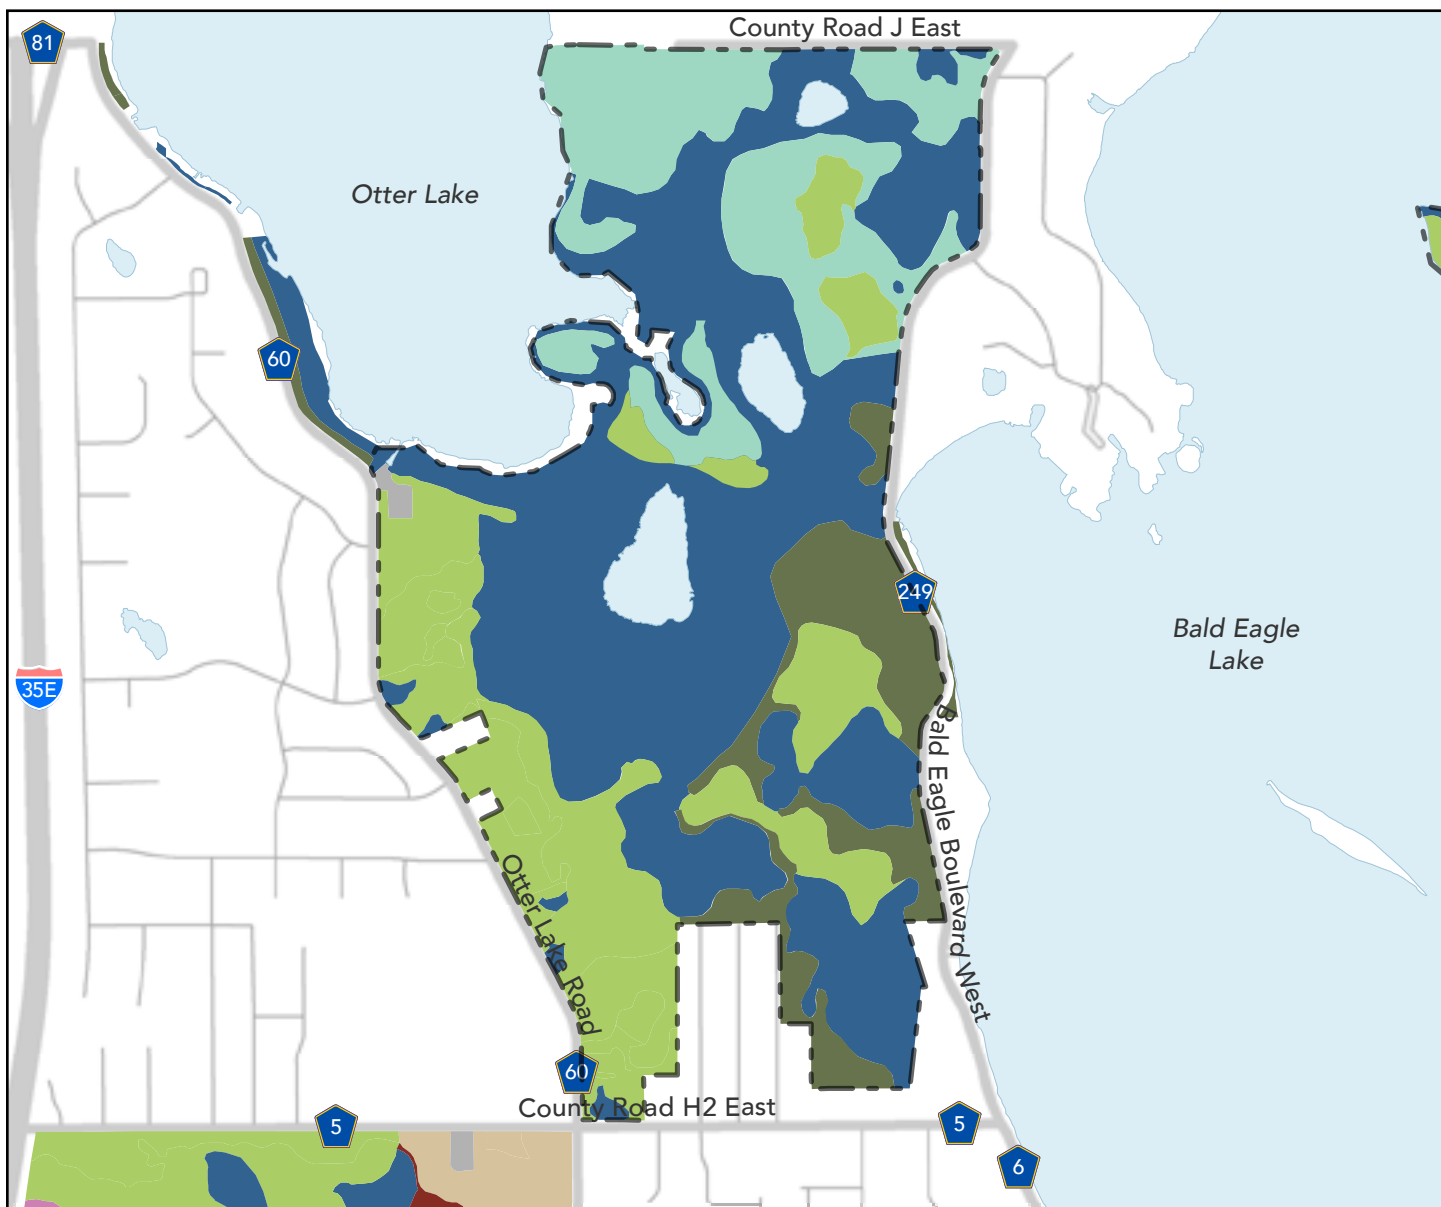 County Road J East
81
Otter Lake
60
249
Bald Eagle
Lake
35E
Bald Eagle Boulevard West
Otter Lake Road
60
County Road H2 East
5
5
6